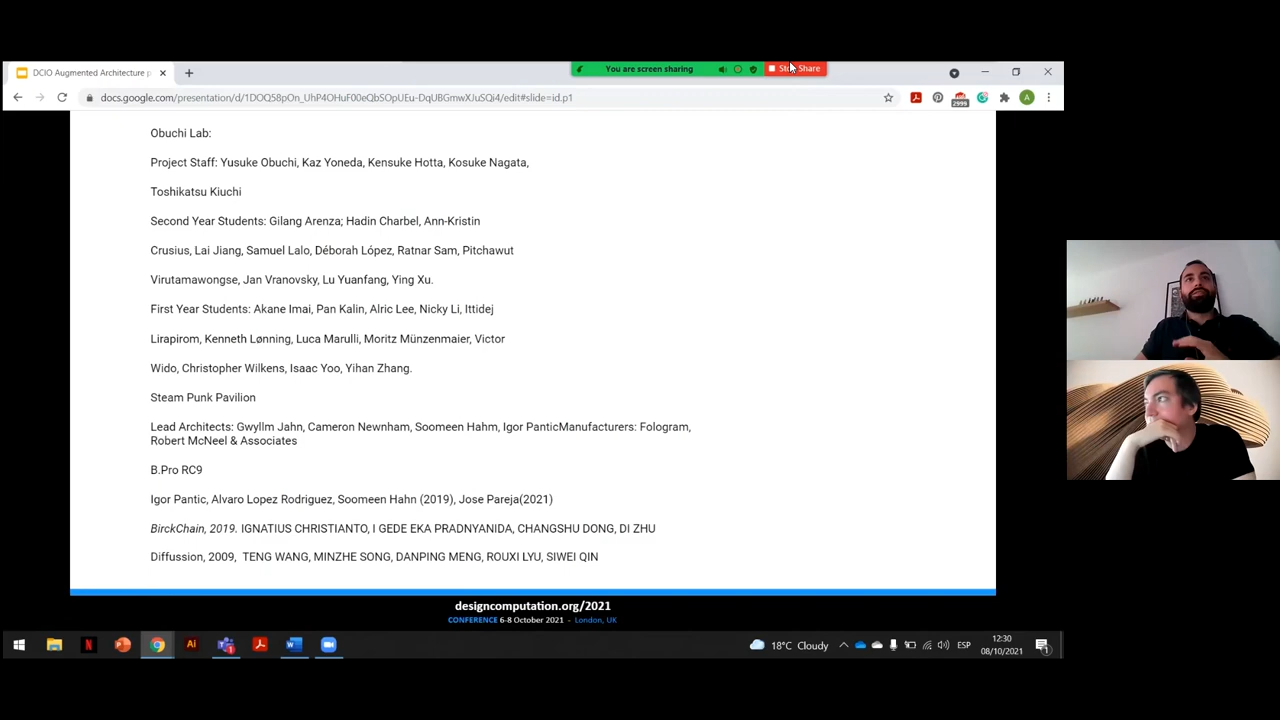 DCIO Augmented Architecture p
You are screen sharing
Stop Share
docs.google.com/presentation/d/1DOQ58pOn_UhP4OHuF00eQbSOpUEu-DqUBGmwXJuSQi4/edit#slide=id.p1
2999
A
Obuchi Lab:
Project Staff: Yusuke Obuchi, Kaz Yoneda, Kensuke Hotta, Kosuke Nagata,
Toshikatsu Kiuchi
Second Year Students: Gilang Arenza; Hadin Charbel, Ann-Kristin
Crusius, Lai Jiang, Samuel Lalo, Déborah López, Ratnar Sam, Pitchawut
Virutamawongse, Jan Vranovsky, Lu Yuanfang, Ying Xu.
First Year Students: Akane Imai, Pan Kalin, Alric Lee, Nicky Li, Ittidej
Lirapirom, Kenneth Lønning, Luca Marulli, Moritz Münzenmaier, Victor
Wido, Christopher Wilkens, Isaac Yoo, Yihan Zhang.
Steam Punk Pavilion
Lead Architects: Gwyllm Jahn, Cameron Newnham, Soomeen Hahm, Igor PanticManufacturers: Fologram,
Robert McNeel & Associates
B.Pro RC9
Igor Pantic, Alvaro Lopez Rodriguez, Soomeen Hahn (2019), Jose Pareja(2021)
BirckChain, 2019. IGNATIUS CHRISTIANTO, I GEDE EKA PRADNYANIDA, CHANGSHU DONG, DI ZHU
Diffussion, 2009, TENG WANG, MINZHE SONG, DANPING MENG, ROUXI LYU, SIWEI QIN
designcomputation.org/2021
CONFERENCE 6-8 October 2021 - London, UK
18°C Cloudy
ESP
12:30
08/10/2021